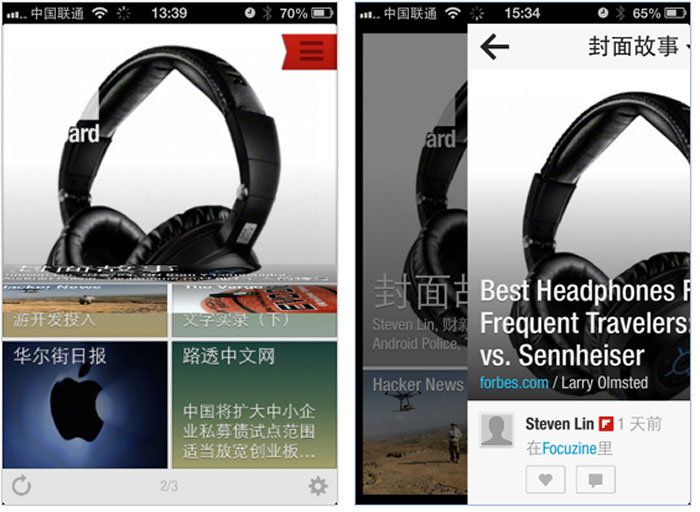 中国联通
13:39
70%
ard
封面故事
Hacker News
The Verge
游开发投入
文字实录（下）
华尔街日报
路透中文网
中国将扩大中小企
业私募债试点范围
适当放宽创业板...
2/3
中国联通
15:34
65%
封面故事
封面故
Steven Lin, 财新
Android Police,
Hacker News
Best Headphones F
Frequent Travelers:
vs. Sennheiser
forbes.com / Larry Olmsted
Steven Lin 1 天前
在Focuzine里